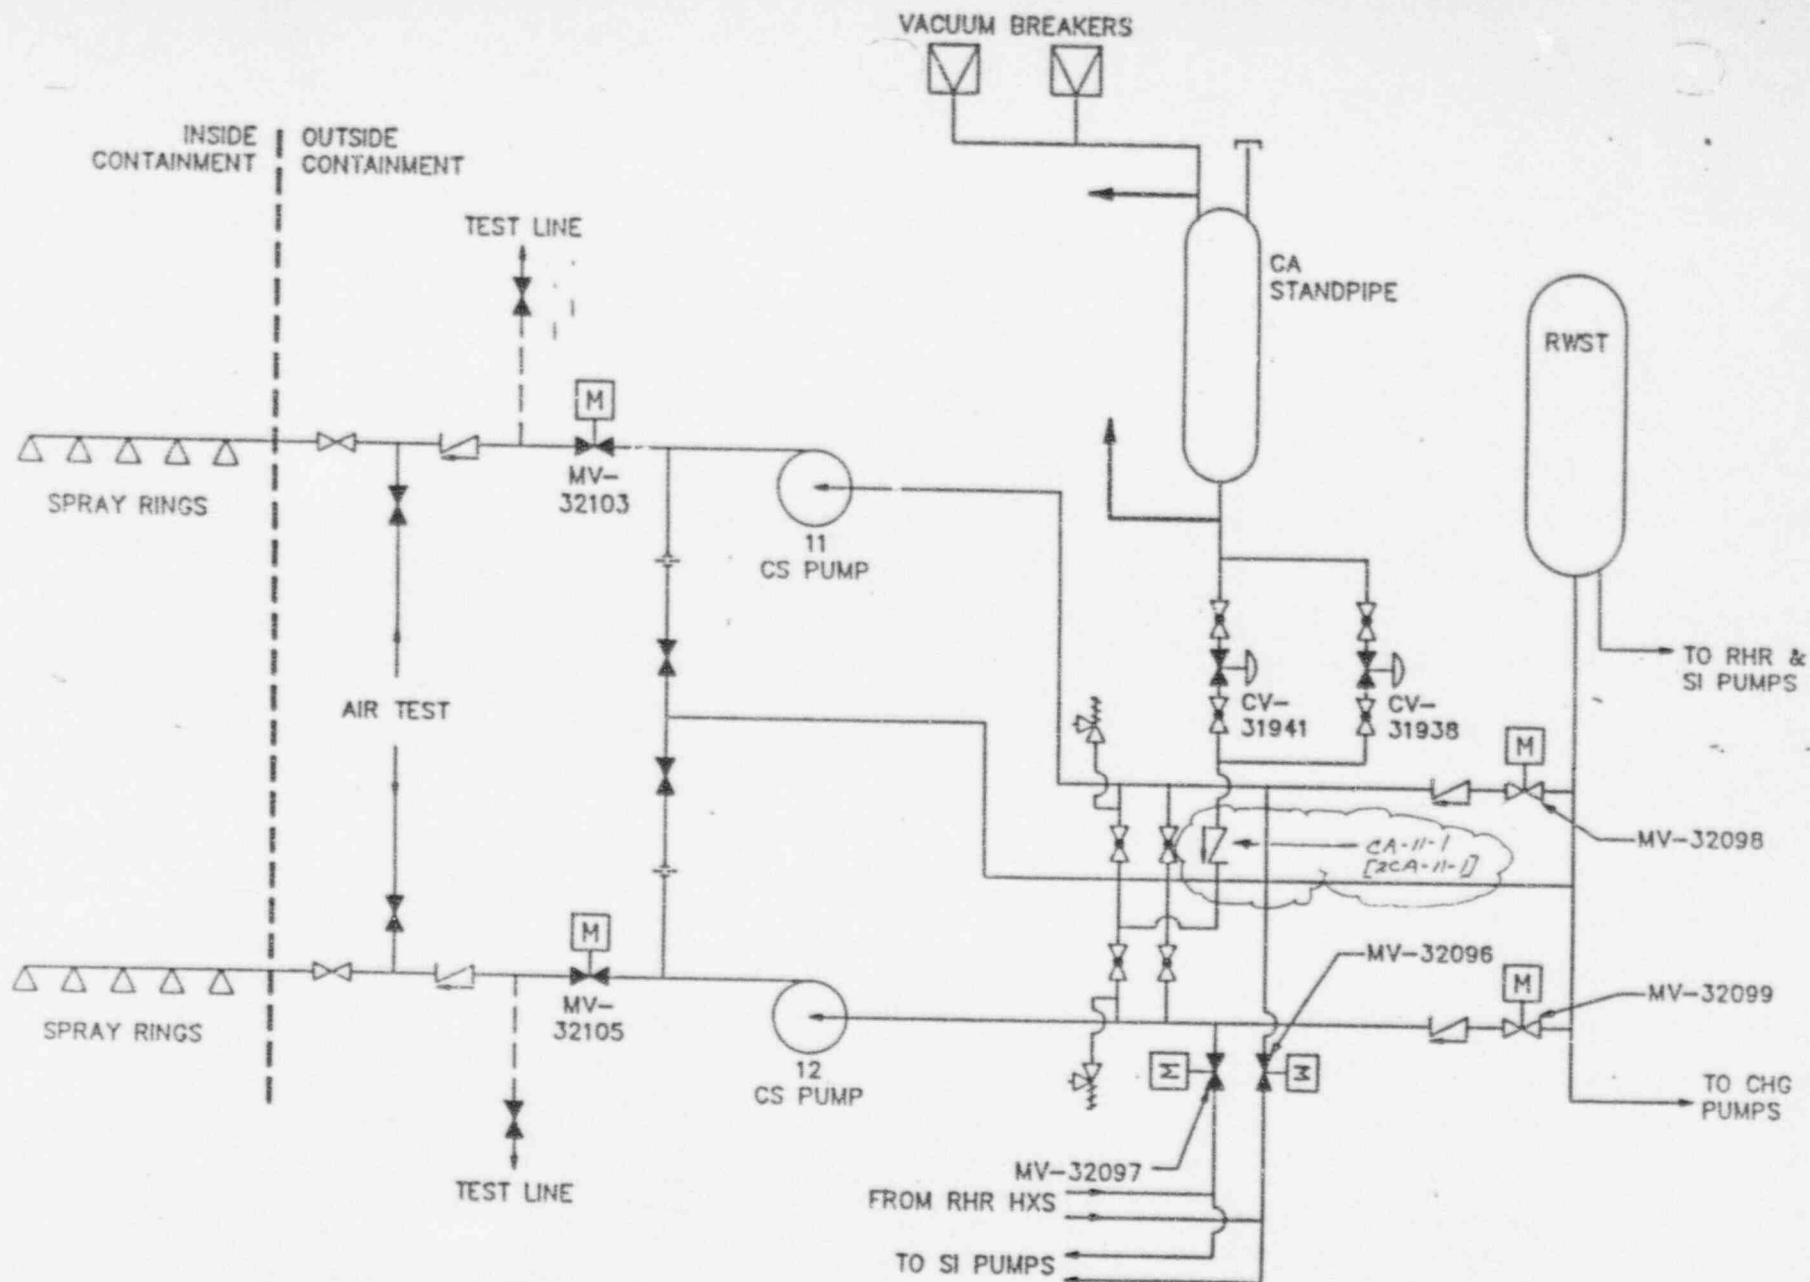 VACUUM BREAKERS
INSIDE
CONTAINMENT
OUTSIDE
CONTAINMENT
TEST LINE
CA
STANDPIPE
RWST
M
MV-
32103
SPRAY RINGS
11
CS PUMP
TO RHR &
SI PUMPS
AIR TEST
CV-
31941
CV-
31938
M
MV-32098
CA-11-1
[2CA-11-1]
M
MV-32096
M
MV-32099
MV-
32105
SPRAY RINGS
12
CS PUMP
M
M
TO CHG
PUMPS
MV-32097
TEST LINE
FROM RHR HXS
TO SI PUMPS